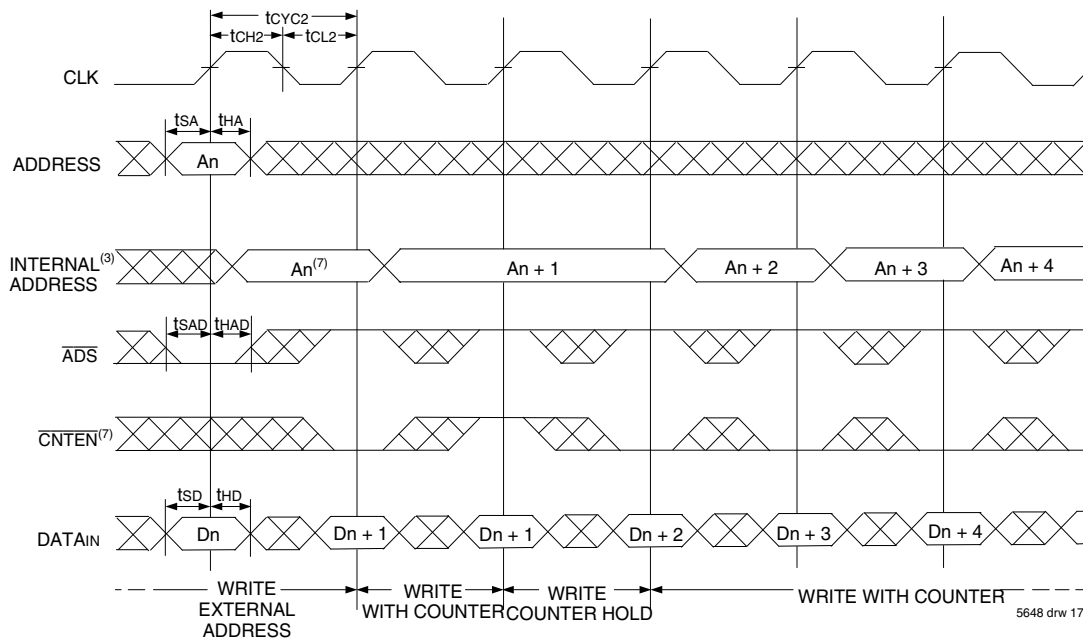 tCYC2
tCH2 tCL2
CLK
tSA tHA
ADDRESS An
INTERNAL(3)
ADDRESS
An(7) An + 1 An + 2 An + 3 An + 4
tSAD tHAD
ADS
CNTEN(7)
tSD tHD
DATAIN Dn Dn + 1 Dn + 1 Dn + 2 Dn + 3 Dn + 4
WRITE
EXTERNAL
ADDRESS
WRITE
WITH COUNTER
WRITE
COUNTER HOLD
WRITE WITH COUNTER
5648 drw 17